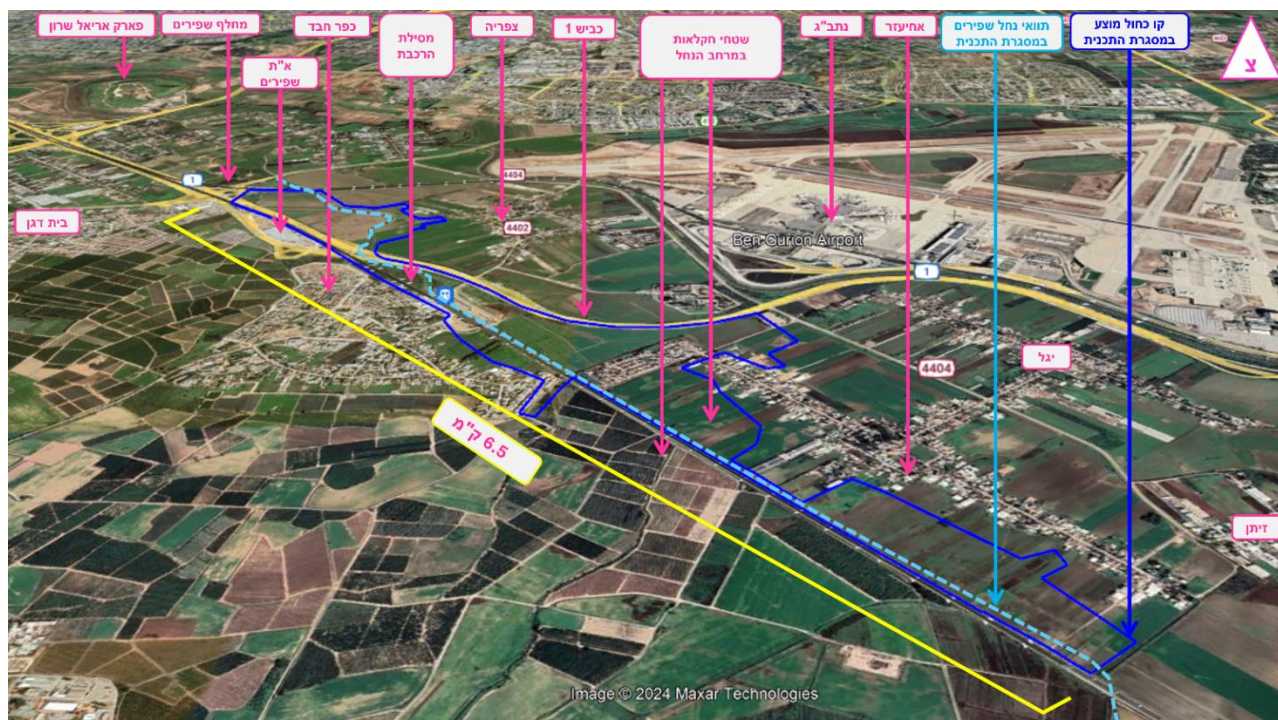 פארק אריאל שרון
מחלף שפירים
א"ת
שפירים
כפר חבד
מסילת
הרכבת
צפריה
כביש 1
שטחי חקלאות
במרחב הנחל
נתב"ג
אחיעזר
תוואי נחל שפירים
במסגרת התכנית
קו כחול מוצע
במסגרת התכנית
צ
1
4404
4402
בית דגן
Ben Gurion Airport
1
יגל
4404
6.5 ק"מ
זיתן
Image © 2024 Maxar Technologies